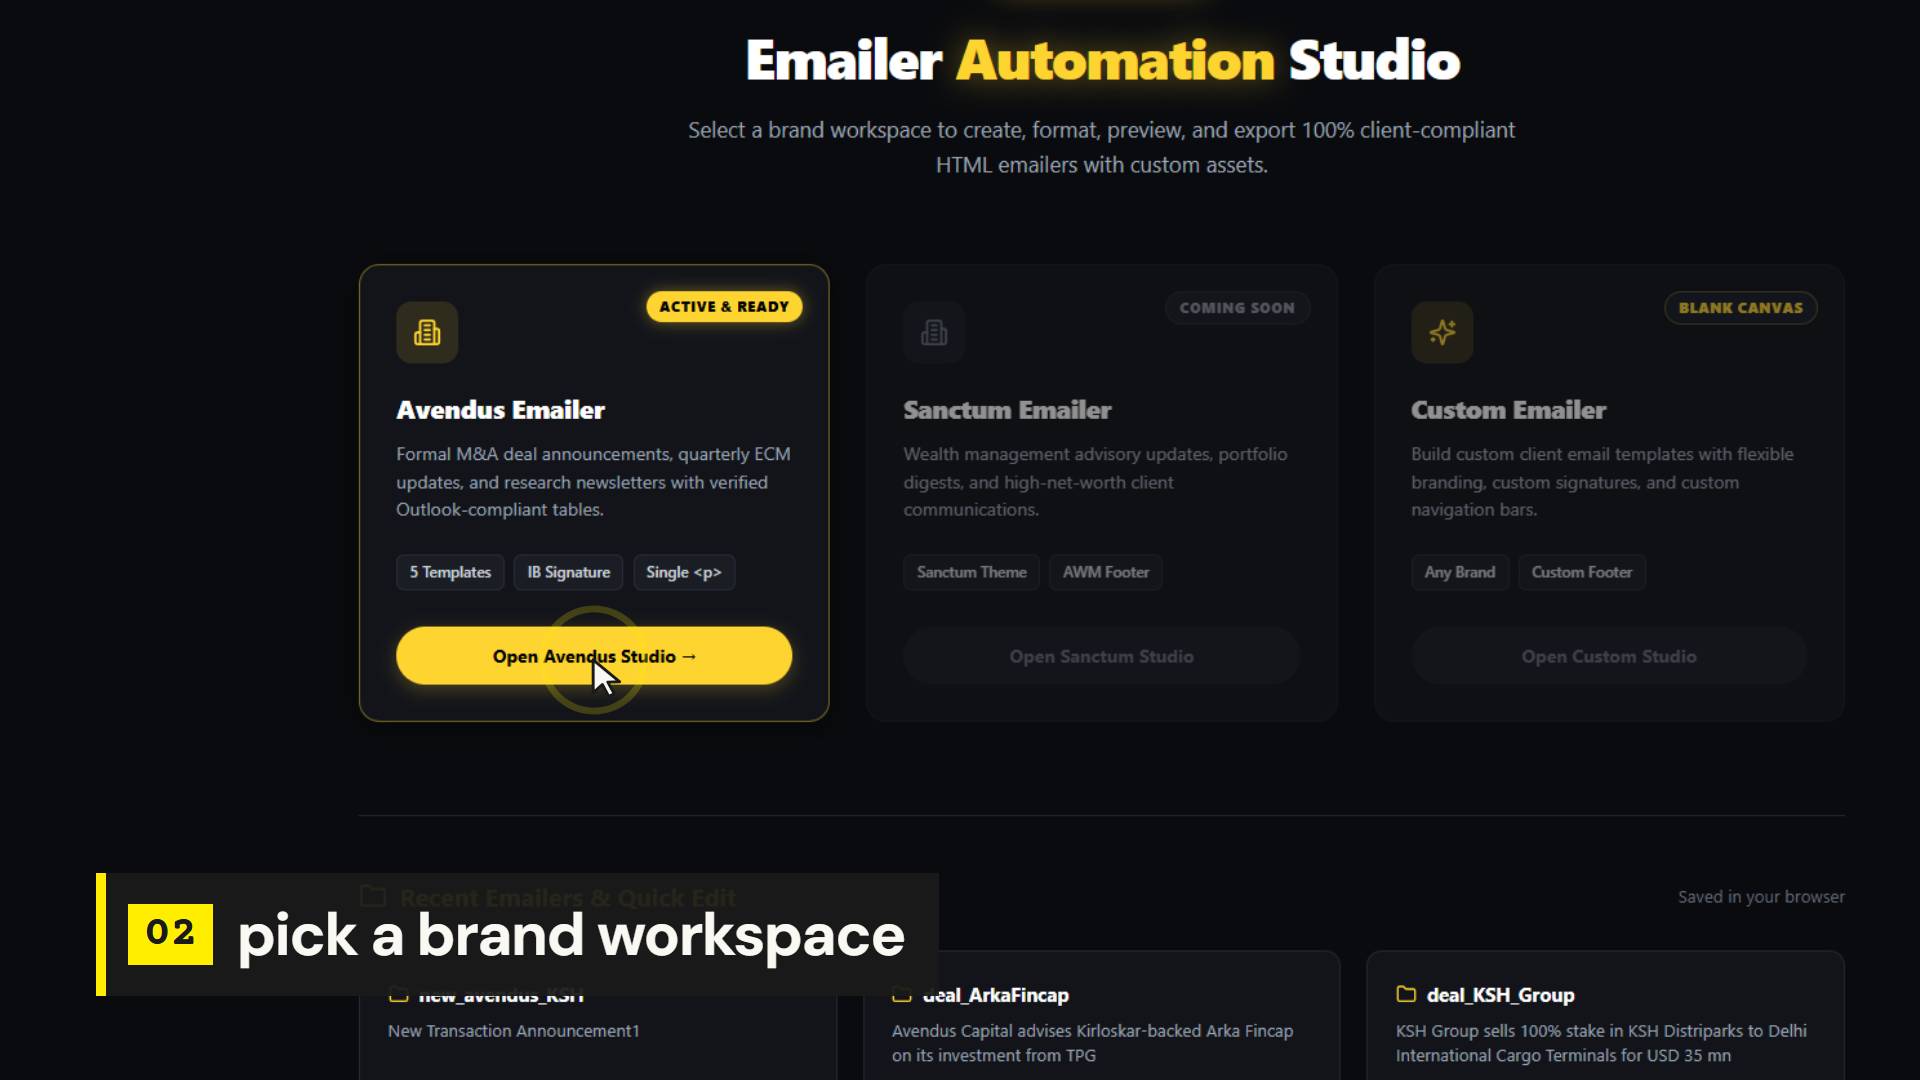 Emailer Automation Studio
Select a brand workspace to create, format, preview, and export 100% client-compliant
HTML emailers with custom assets.
ACTIVE & READY
Avendus Emailer
Formal M&A deal announcements, quarterly ECM
updates, and research newsletters with verified
Outlook-compliant tables.
5 Templates
IB Signature
Single <p>
Open Avendus Studio →
COMING SOON
Sanctum Emailer
Wealth management advisory updates, portfolio
digests, and high-net-worth client
communications.
Sanctum Theme
AWM Footer
Open Sanctum Studio
BLANK CANVAS
Custom Emailer
Build custom client email templates with flexible
branding, custom signatures, and custom
navigation bars.
Any Brand
Custom Footer
Open Custom Studio
Recent Emailers & Quick Edit
Saved in your browser
02 pick a brand workspace
new_avendus_KSH
New Transaction Announcement1
deal_ArkaFincap
Avendus Capital advises Kirloskar-backed Arka Fincap
on its investment from TPG
deal_KSH_Group
KSH Group sells 100% stake in KSH Distriparks to Delhi
International Cargo Terminals for USD 35 mn